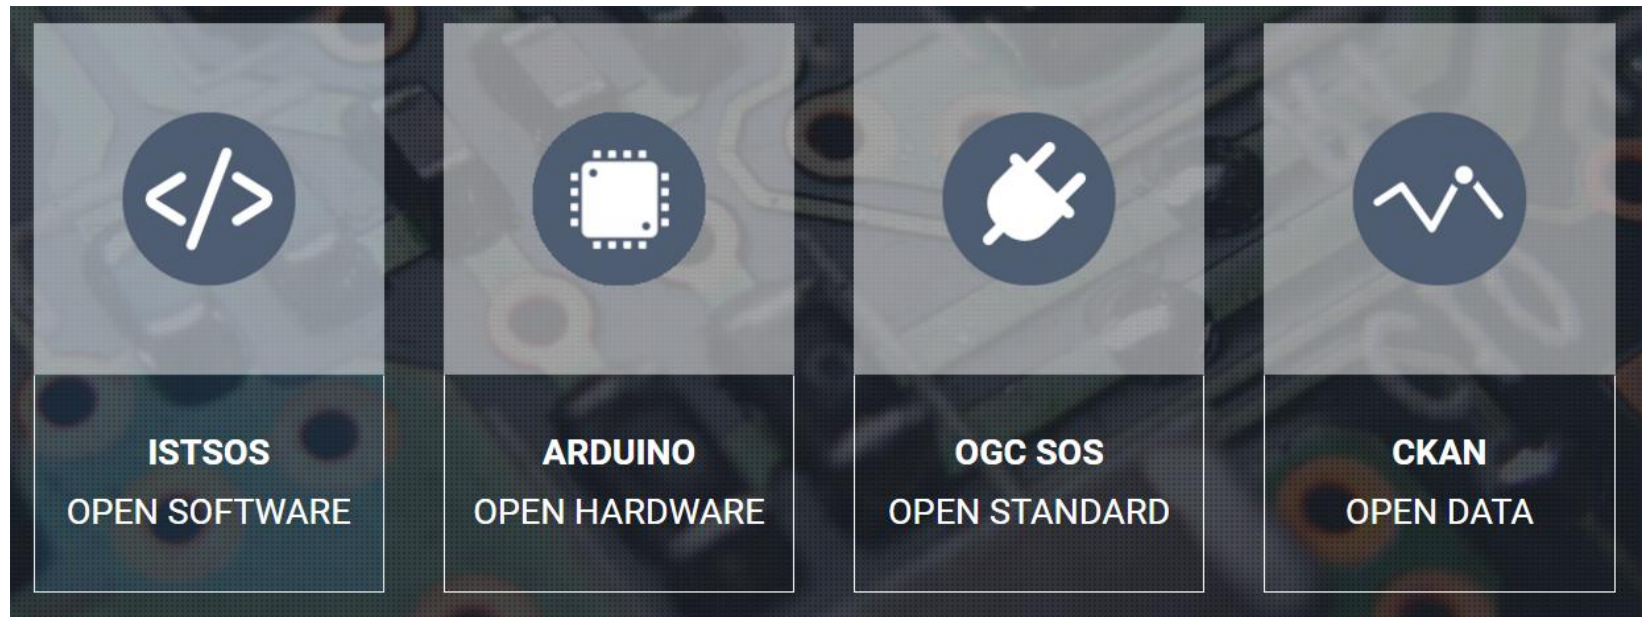 ISTSOS
OPEN SOFTWARE
ARDUINO
OPEN HARDWARE
OGC SOS
OPEN STANDARD
CKAN
OPEN DATA